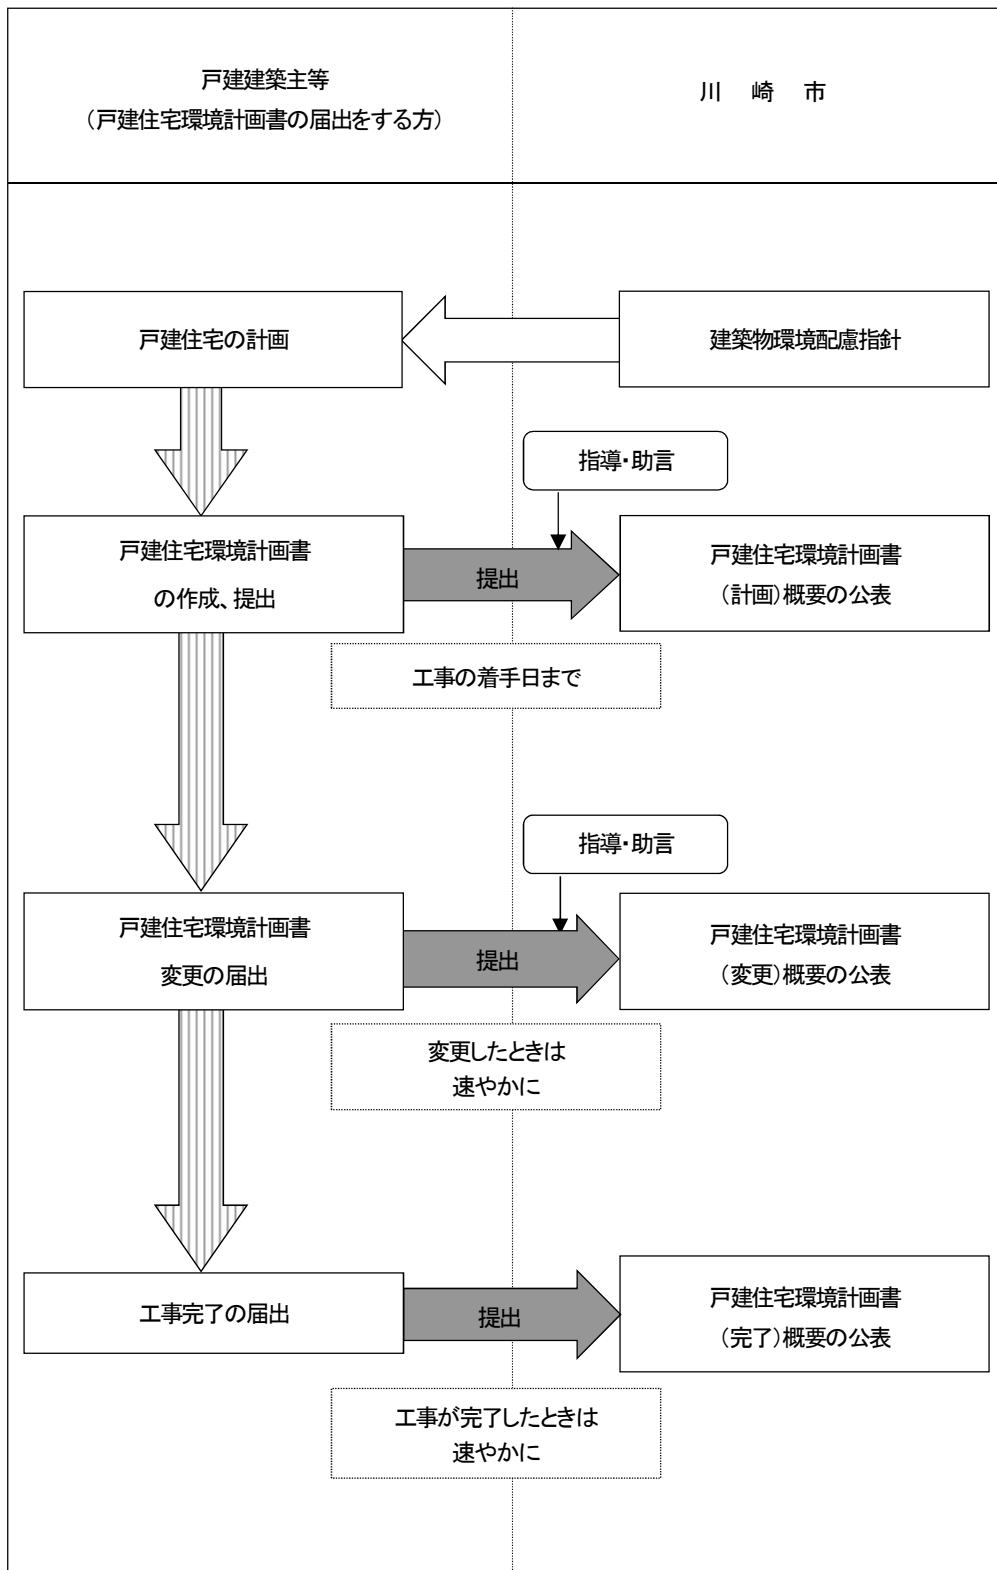 戸建建築主等
（戸建住宅環境計画書の届出をする方）
川　崎　市
戸建住宅の計画
建築物環境配慮指針
指導・助言
戸建住宅環境計画書
の作成、提出
提出
戸建住宅環境計画書
（計画）概要の公表
工事の着手日まで
指導・助言
戸建住宅環境計画書
変更の届出
提出
戸建住宅環境計画書
（変更）概要の公表
変更したときは
速やかに
工事完了の届出
提出
戸建住宅環境計画書
（完了）概要の公表
工事が完了したときは
速やかに